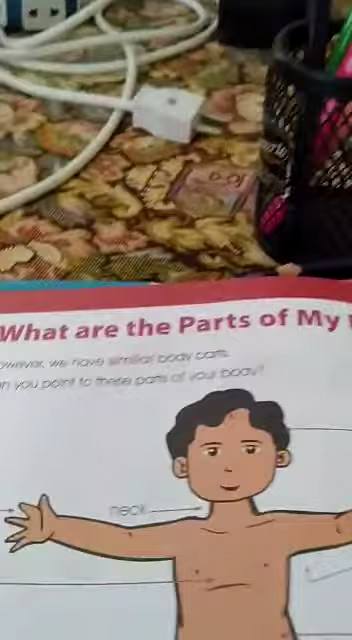 What are the Parts of My
owever, we have similar body parts.
n you point to these parts of your body?
neck